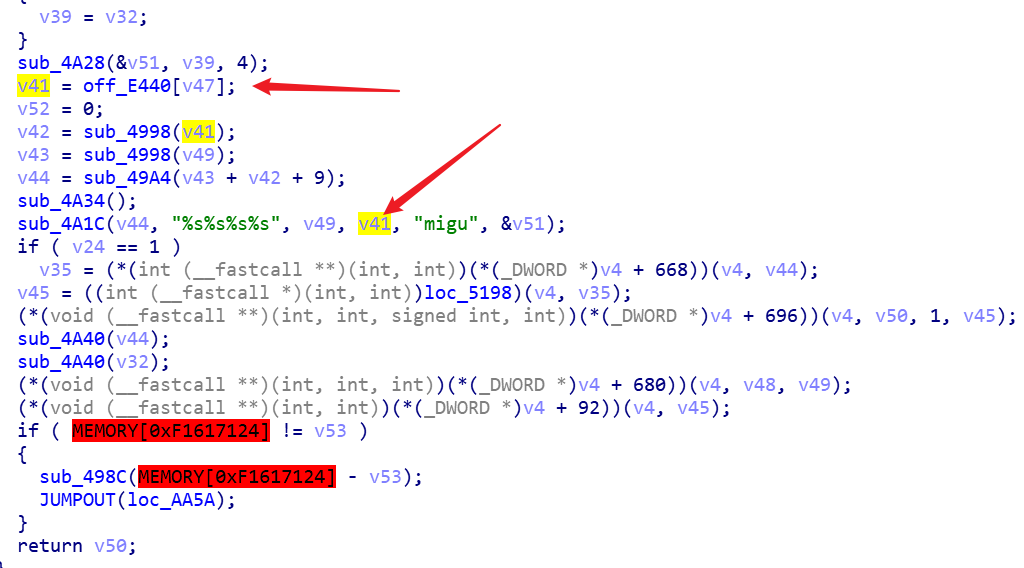 {
v39 = v32;
}
sub_4A28(&v51, v39, 4);
v41 = off_E440[v47];
v52 = 0;
v42 = sub_4998(v41);
v43 = sub_4998(v49);
v44 = sub_49A4(v43 + v42 + 9);
sub_4A34();
sub_4A1C(v44, "%s%s%s%s", v49, v41, "migu", &v51);
if ( v24 == 1 )
v35 = (*(int (__fastcall **)(int, int))(*(_DWORD *)v4 + 668))(v4, v44);
v45 = ((int (__fastcall *)(int, int))loc_5198)(v4, v35);
(*(void (__fastcall **)(int, int, signed int, int))(*(_DWORD *)v4 + 696))(v4, v50, 1, v45);
sub_4A40(v44);
sub_4A40(v32);
(*(void (__fastcall **)(int, int, int))(*(_DWORD *)v4 + 680))(v4, v48, v49);
(*(void (__fastcall **)(int, int))(*(_DWORD *)v4 + 92))(v4, v45);
if ( MEMORY[0xF1617124] != v53 )
{
sub_498C(MEMORY[0xF1617124] - v53);
JUMPOUT(loc_AA5A);
}
return v50;